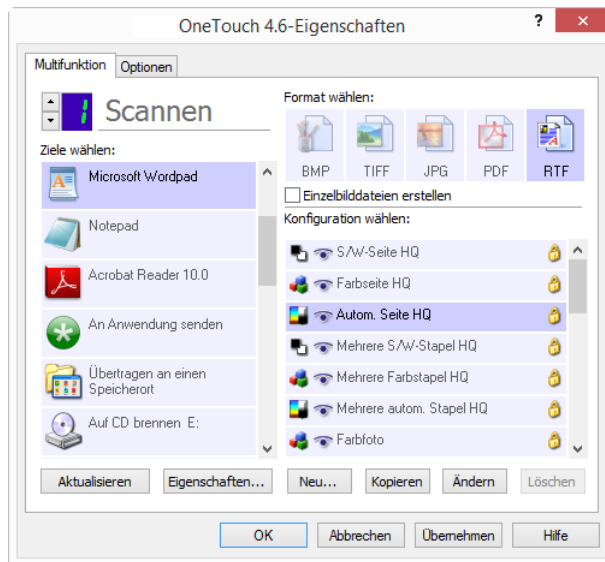 OneTouch 4.6-Eigenschaften
?
Multifunktion
Optionen
1 Scannen
Ziele wählen:
Microsoft Wordpad
Notepad
Acrobat Reader 10.0
An Anwendung senden
Übertragen an einen
Speicherort
Auf CD brennen E:
Format wählen:
BMP TIFF JPG PDF RTF
Einzelbilddateien erstellen
Konfiguration wählen:
S/W-Seite HQ
Farbseite HQ
Autom. Seite HQ
Mehrere S/W-Stapel HQ
Mehrere Farbstapel HQ
Mehrere autom. Stapel HQ
Farbfoto
Aktualisieren Eigenschaften... Neu... Kopieren Ändern Löschen
OK Abbrechen Übernehmen Hilfe